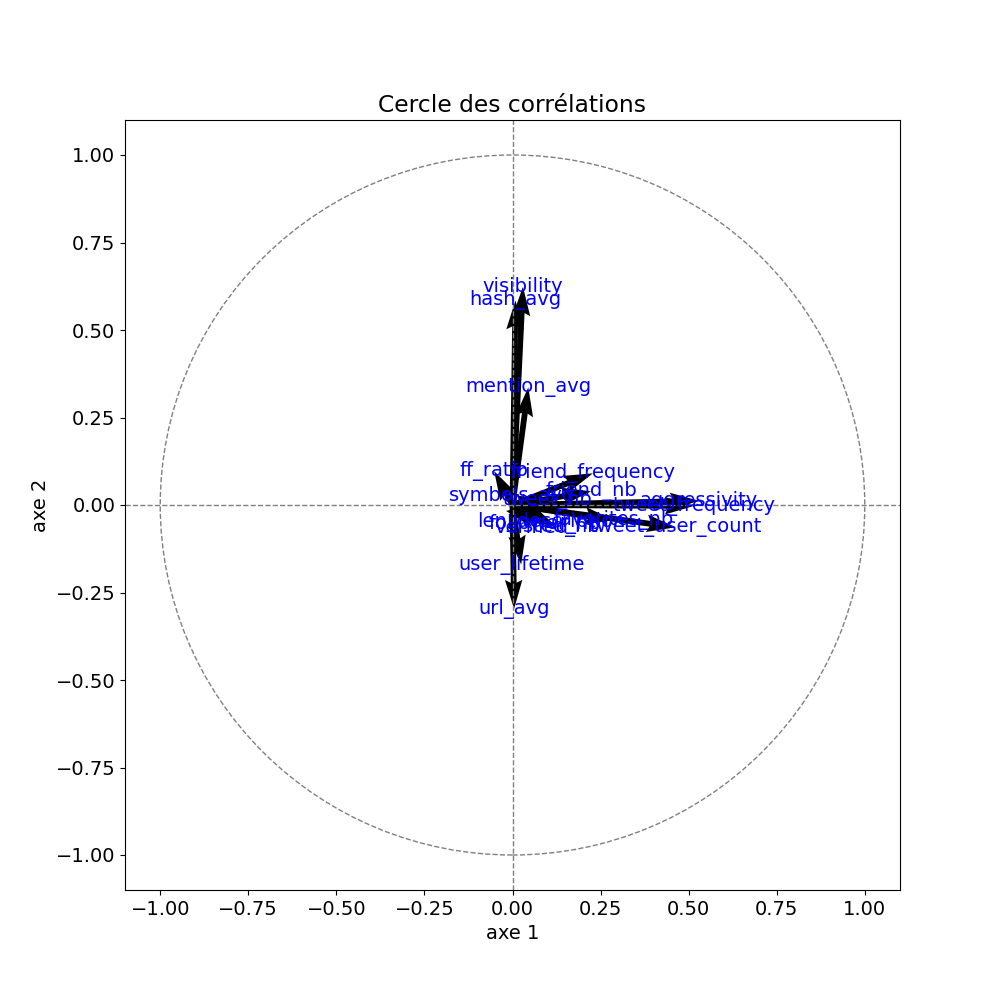 Cercle des corrélations
1.00
0.75
0.50
0.25
0.00
−0.25
−0.50
−0.75
−1.00
axe 2
visibility
hash_avg
mention_avg
ff_ratio
friend_frequency
friend_nb
aggressivity
tweet_user_count
user_lifetime
url_avg
−1.00
−0.75
−0.50
−0.25
0.00
0.25
0.50
0.75
1.00
axe 1